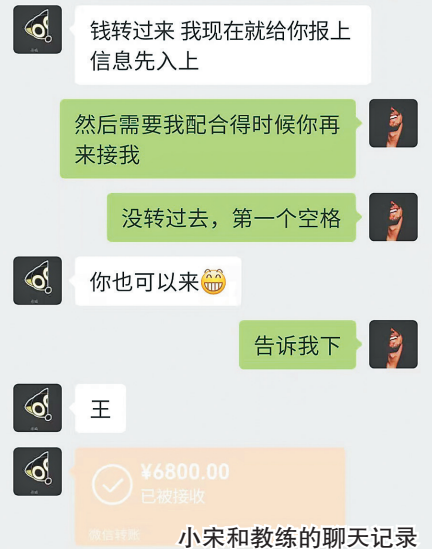 钱转过来 我现在就给你报上
信息先入上
然后需要我配合得时候你再
来接我
没转过去，第一个空格
你也可以来😁
告诉我下
王
¥6800.00
已被接收
微信转账
小宋和教练的聊天记录